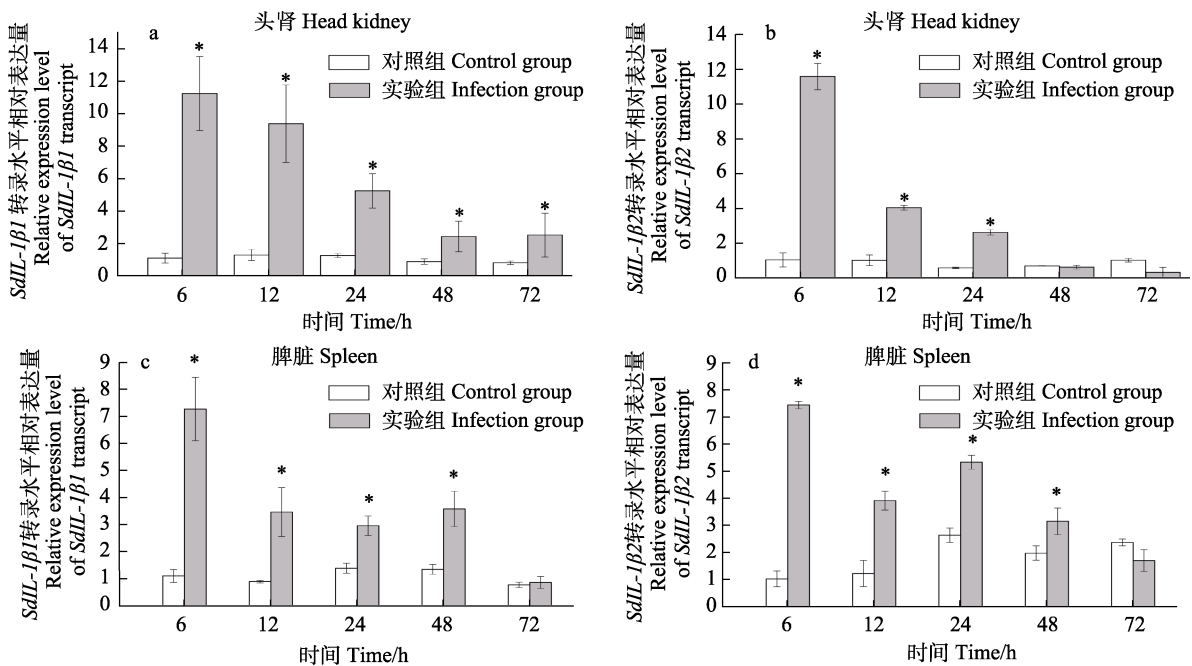 头肾 Head kidney
a
SdIL-1β1 转录水平相对表达量
Relative expression level
of SdIL-1β1 transcript
14
12
10
8
6
4
2
0
对照组 Control group
实验组 Infection group
*
*
*
*
*
6 12 24 48 72
时间 Time/h
头肾 Head kidney
b
SdIL-1β2转录水平相对表达量
Relative expression level
of SdIL-1β2 transcript
14
12
10
8
6
4
2
0
对照组 Control group
实验组 Infection group
*
*
*
6 12 24 48 72
时间 Time/h
脾脏 Spleen
c
SdIL-1β1转录水平相对表达量
Relative expression level
of SdIL-1β1 transcript
9
8
7
6
5
4
3
2
1
0
对照组 Control group
实验组 Infection group
*
*
*
*
6 12 24 48 72
时间 Time/h
脾脏 Spleen
d
SdIL-1β2转录水平相对表达量
Relative expression level
of SdIL-1β2 transcript
9
8
7
6
5
4
3
2
1
0
对照组 Control group
实验组 Infection group
*
*
*
*
6 12 24 48 72
时间 Time/h